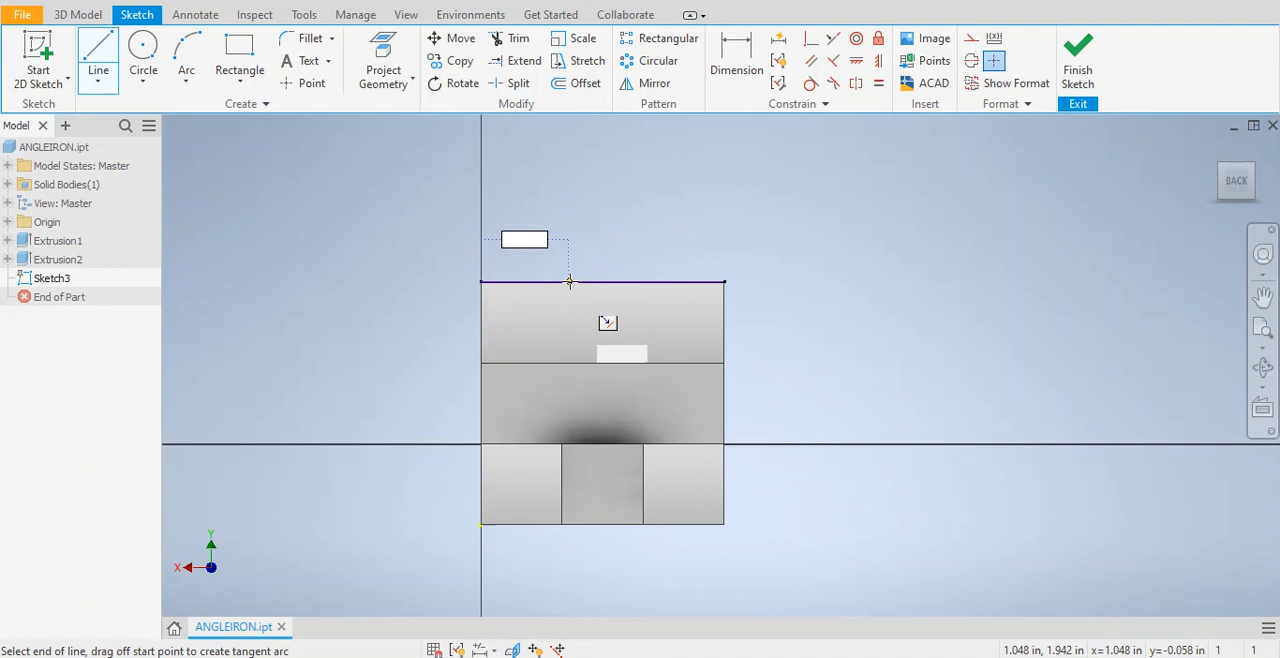 File 3D Model Sketch Annotate Inspect Tools Manage View Environments Get Started Collaborate
Start
2D Sketch
Line
Circle
Arc
Rectangle
Fillet
Text
Point
Project
Geometry
Move
Copy
Rotate
Trim
Extend
Split
Scale
Stretch
Offset
Rectangular
Circular
Mirror
Dimension
Image
Points
ACAD
Show Format
Finish
Sketch
Sketch Create Modify Pattern Constrain Insert Format Exit
Model
ANGLEIRON.ipt
Model States: Master
Solid Bodies(1)
View: Master
Origin
Extrusion1
Extrusion2
Sketch3
End of Part
BACK
Y
X
ANGLEIRON.ipt
Select end of line, drag off start point to create tangent arc 1.048 in, 1.942 in x=1.048 in y=-0.058 in 1 1